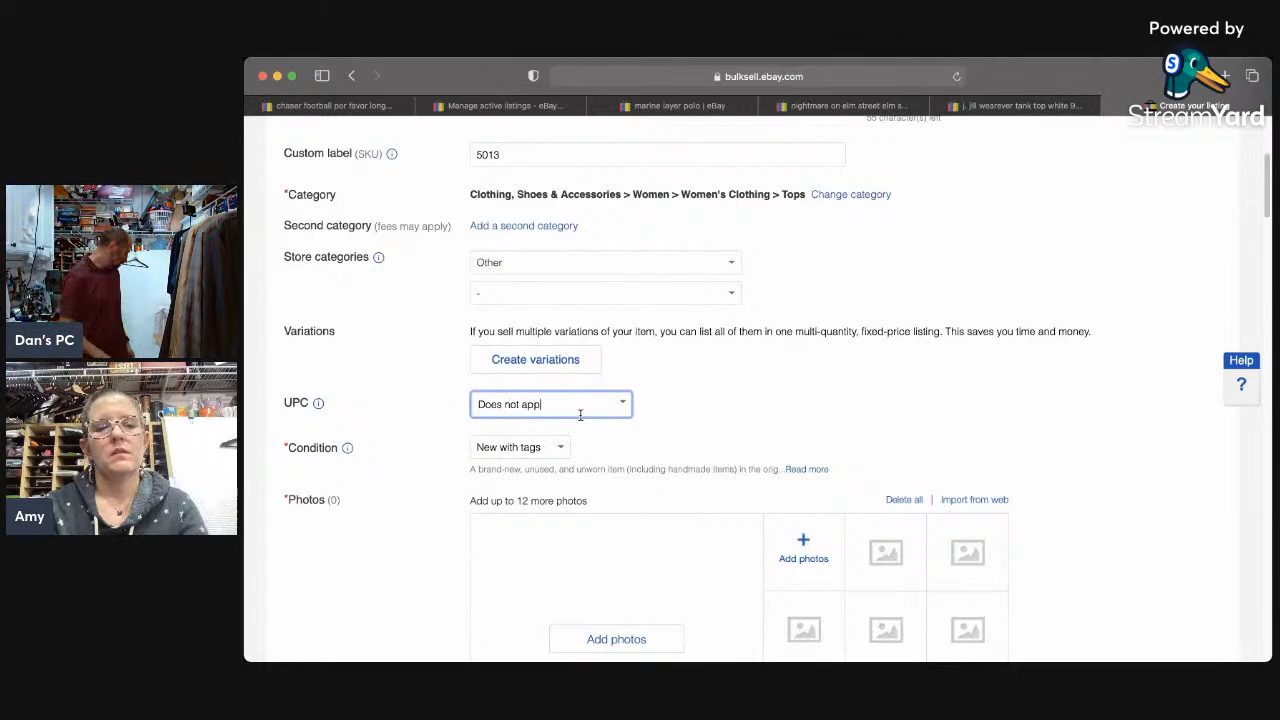 Powered by
StreamYard
bulksell.ebay.com
chaser football por favor long...
Manage active listings - eBay...
marine layer polo | eBay
nightmare on elm street elm s...
j. jill wearever tank top white 9...
Create your listing
55 character(s) left
Custom label (SKU)
5013
*Category
Clothing, Shoes & Accessories > Women > Women's Clothing > Tops Change category
Second category (fees may apply)
Add a second category
Store categories
Other
-
Variations
If you sell multiple variations of your item, you can list all of them in one multi-quantity, fixed-price listing. This saves you time and money.
Create variations
Help
?
UPC
Does not app
*Condition
New with tags
A brand-new, unused, and unworn item (including handmade items) in the orig...Read more
*Photos (0)
Add up to 12 more photos
Delete all | Import from web
+
Add photos
Add photos
Dan's PC
Amy